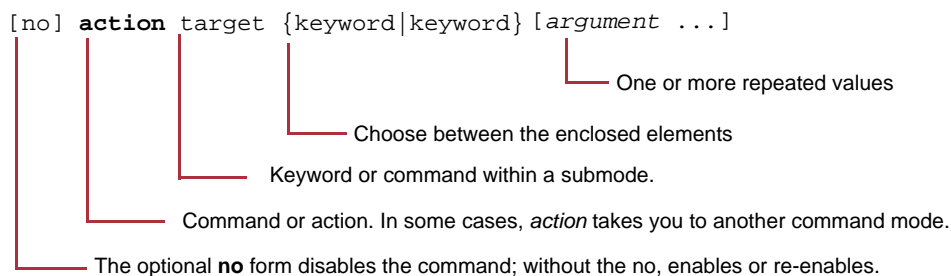 [no] action target {keyword|keyword} [argument ...]
One or more repeated values
Choose between the enclosed elements
Keyword or command within a submode.
Command or action. In some cases, action takes you to another command mode.
The optional no form disables the command; without the no, enables or re-enables.